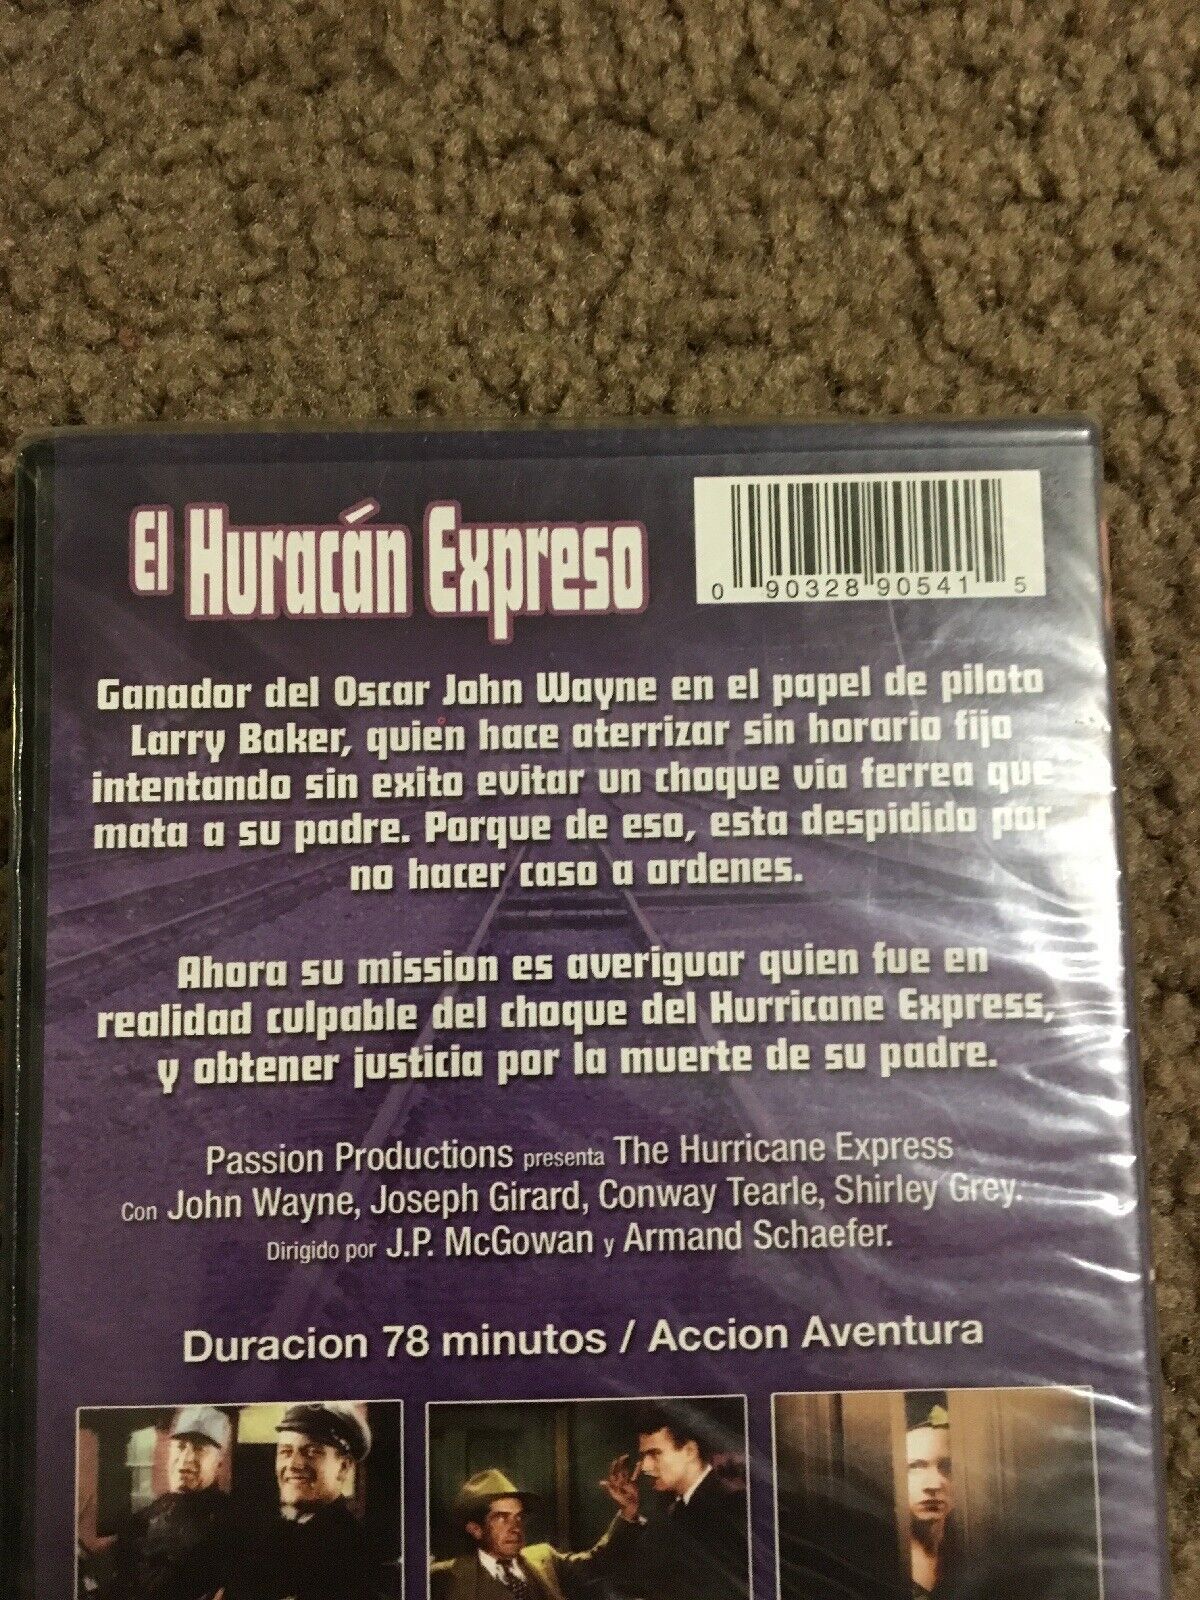 El Huracán Expreso
0 90328 90541 5
Ganador del Oscar John Wayne en el papel de piloto
Larry Baker, quien hace aterrizar sin horario fijo
intentando sin exito evitar un choque via ferrea que
mata a su padre. Porque de eso, esta despidido por
no hacer caso a ordenes.
Ahora su mission es averiguar quien fue en
realidad culpable del choque del Hurricane Express,
y obtener justicia por la muerte de su padre.
Passion Productions presenta The Hurricane Express
Con John Wayne, Joseph Girard, Conway Tearle, Shirley Grey.
Dirigido por J.P. McGowan y Armand Schaefer.
Duracion 78 minutos / Accion Aventura